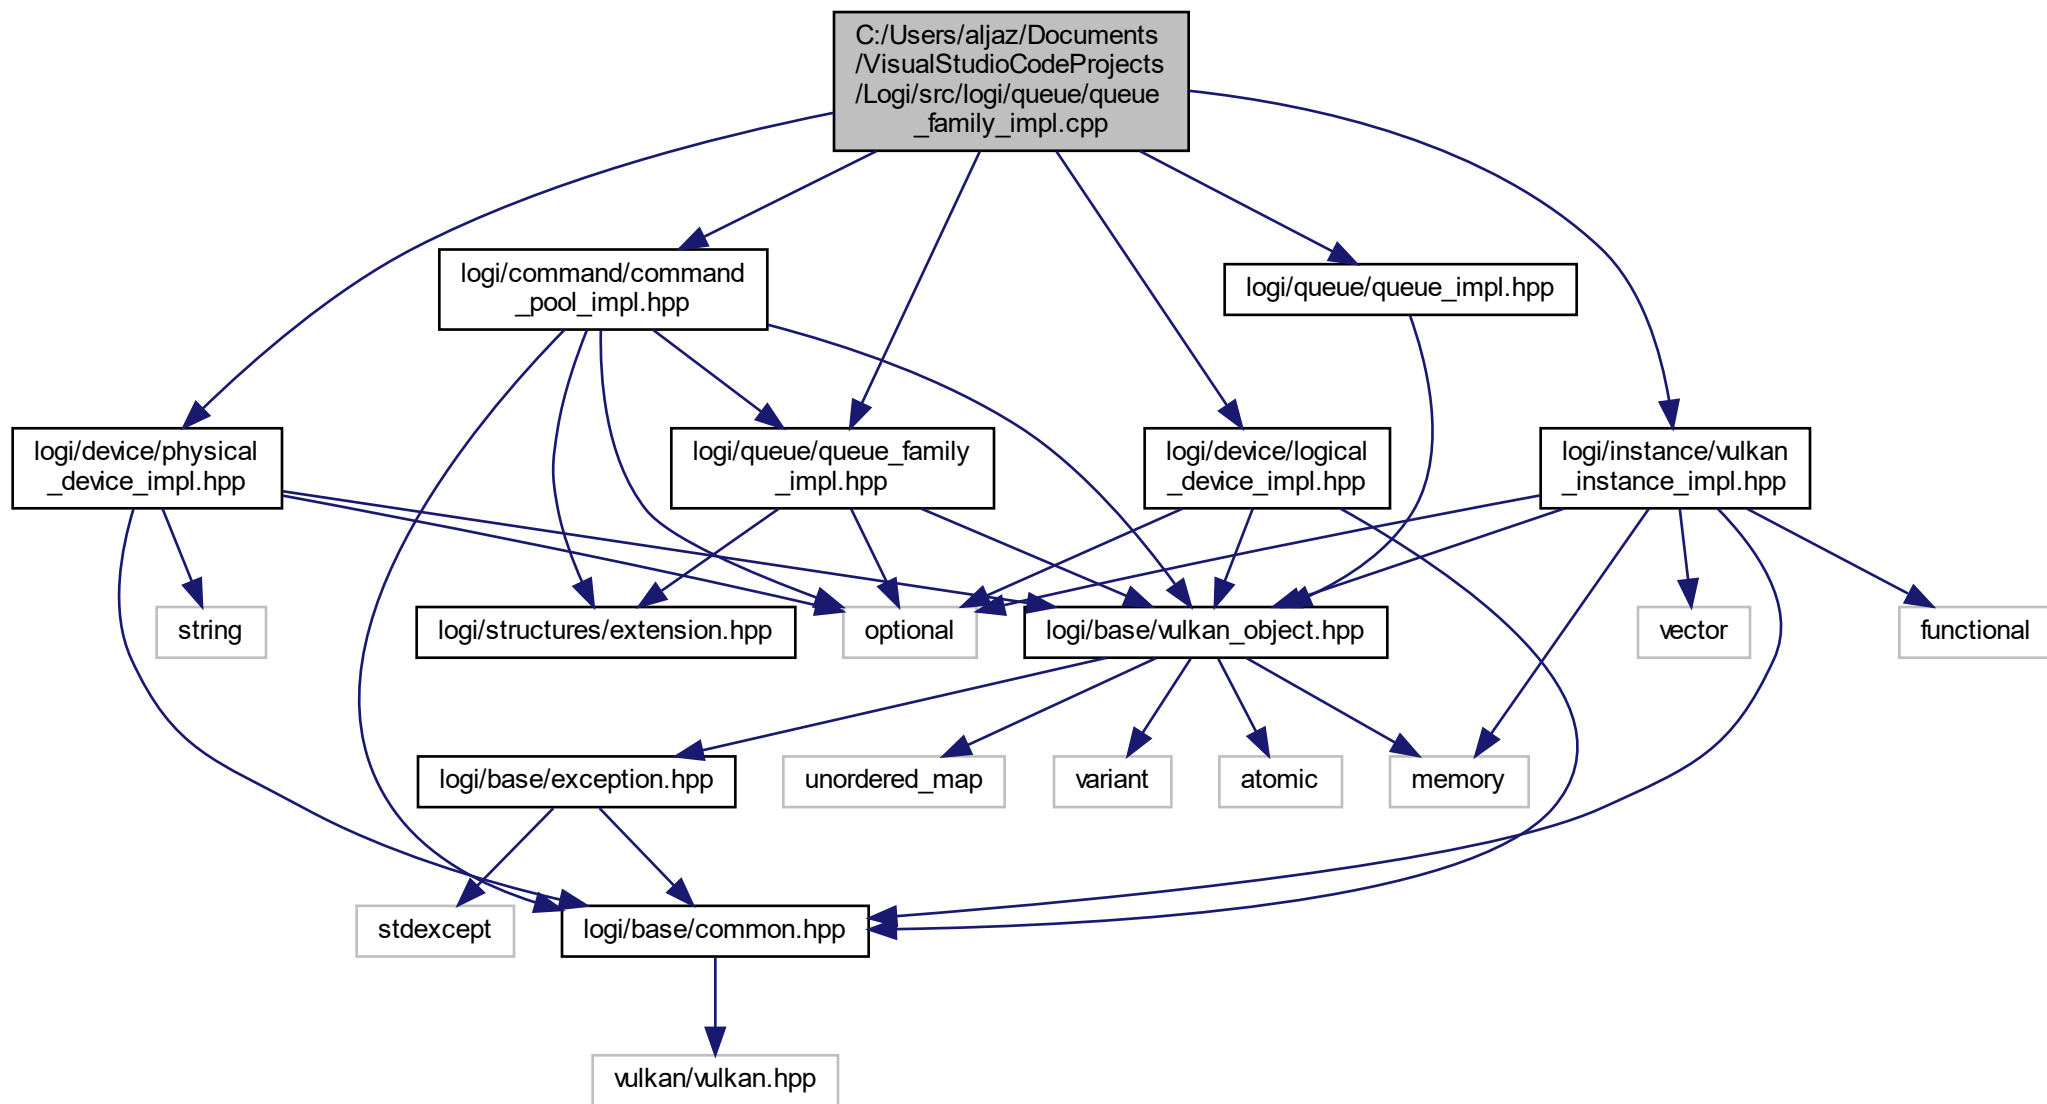 C:/Users/aljaz/Documents
/VisualStudioCodeProjects
/Logi/src/logi/queue/queue
_family_impl.cpp
logi/command/command
_pool_impl.hpp
logi/queue/queue_impl.hpp
logi/device/physical
_device_impl.hpp
logi/queue/queue_family
_impl.hpp
logi/device/logical
_device_impl.hpp
logi/instance/vulkan
_instance_impl.hpp
string
logi/structures/extension.hpp
optional
logi/base/vulkan_object.hpp
vector
functional
logi/base/exception.hpp
unordered_map
variant
atomic
memory
stdexcept
logi/base/common.hpp
vulkan/vulkan.hpp